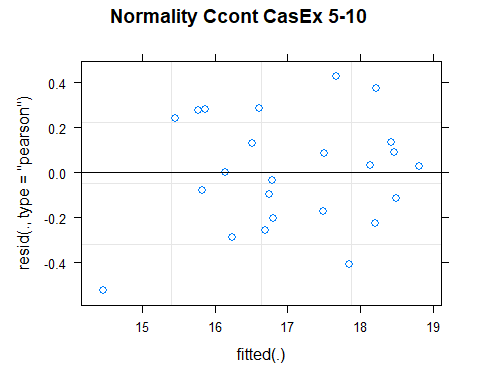 Normality Ccont CasEx 5-10
resid(., type = "pearson")
0.4
0.2
0.0
-0.2
-0.4
15 16 17 18 19
fitted(.)